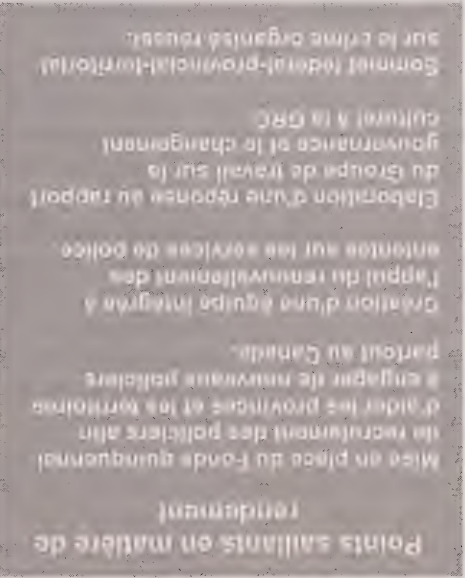 Points saillants en matière de
rendement
Mise en place du Fonds quinquennal
de recrutement des policiers afin
d'aider les provinces et les territoires
à engager de nouveaux policiers
partout au Canada.
Création d'une équipe intégrée à
l'appui du renouvellement des
ententes sur les services de police.
Élaboration d'une réponse au rapport
du Groupe de travail sur la
gouvernance et le changement
culturel à la GRC.
Sommet fédéral-provincial-territorial
sur le crime organisé réussi.